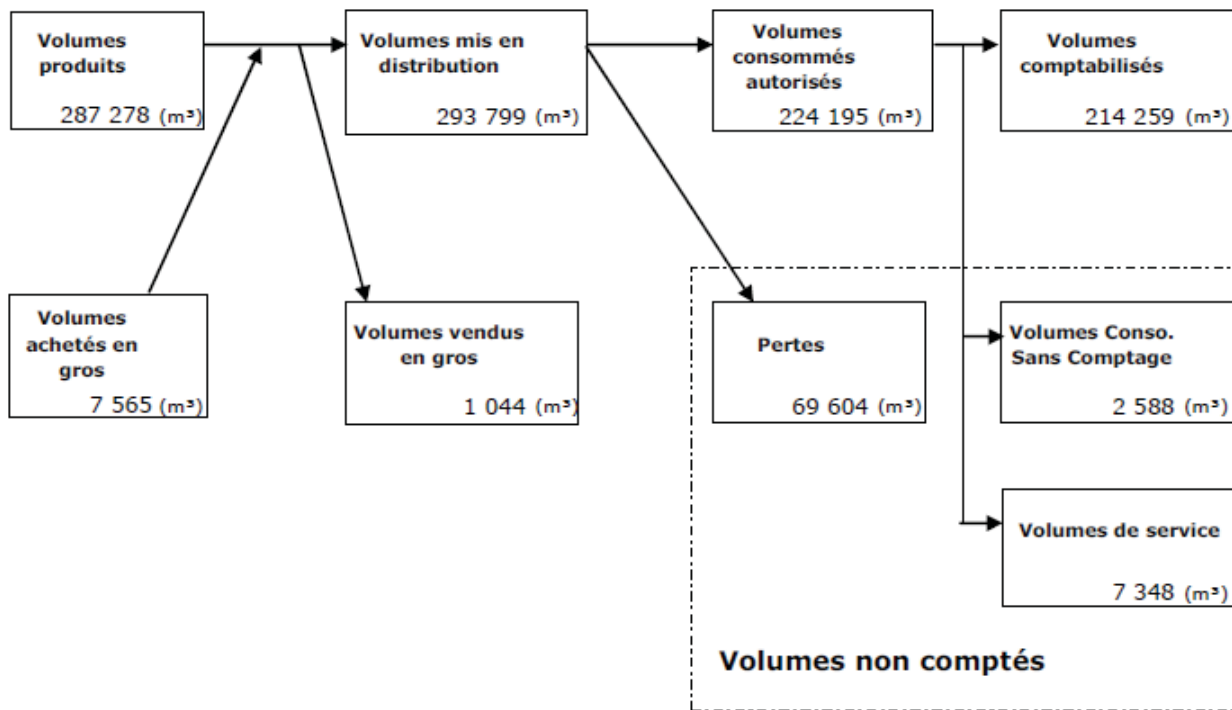 Volumes
produits
287 278 (m³)
Volumes mis en
distribution
293 799 (m³)
Volumes
consommés
autorisés
224 195 (m³)
Volumes
comptabilisés
214 259 (m³)
Volumes
achetés en
gros
7 565 (m³)
Volumes vendus
en gros
1 044 (m³)
Pertes
69 604 (m³)
Volumes Conso.
Sans Comptage
2 588 (m³)
Volumes de service
7 348 (m³)
Volumes non comptés